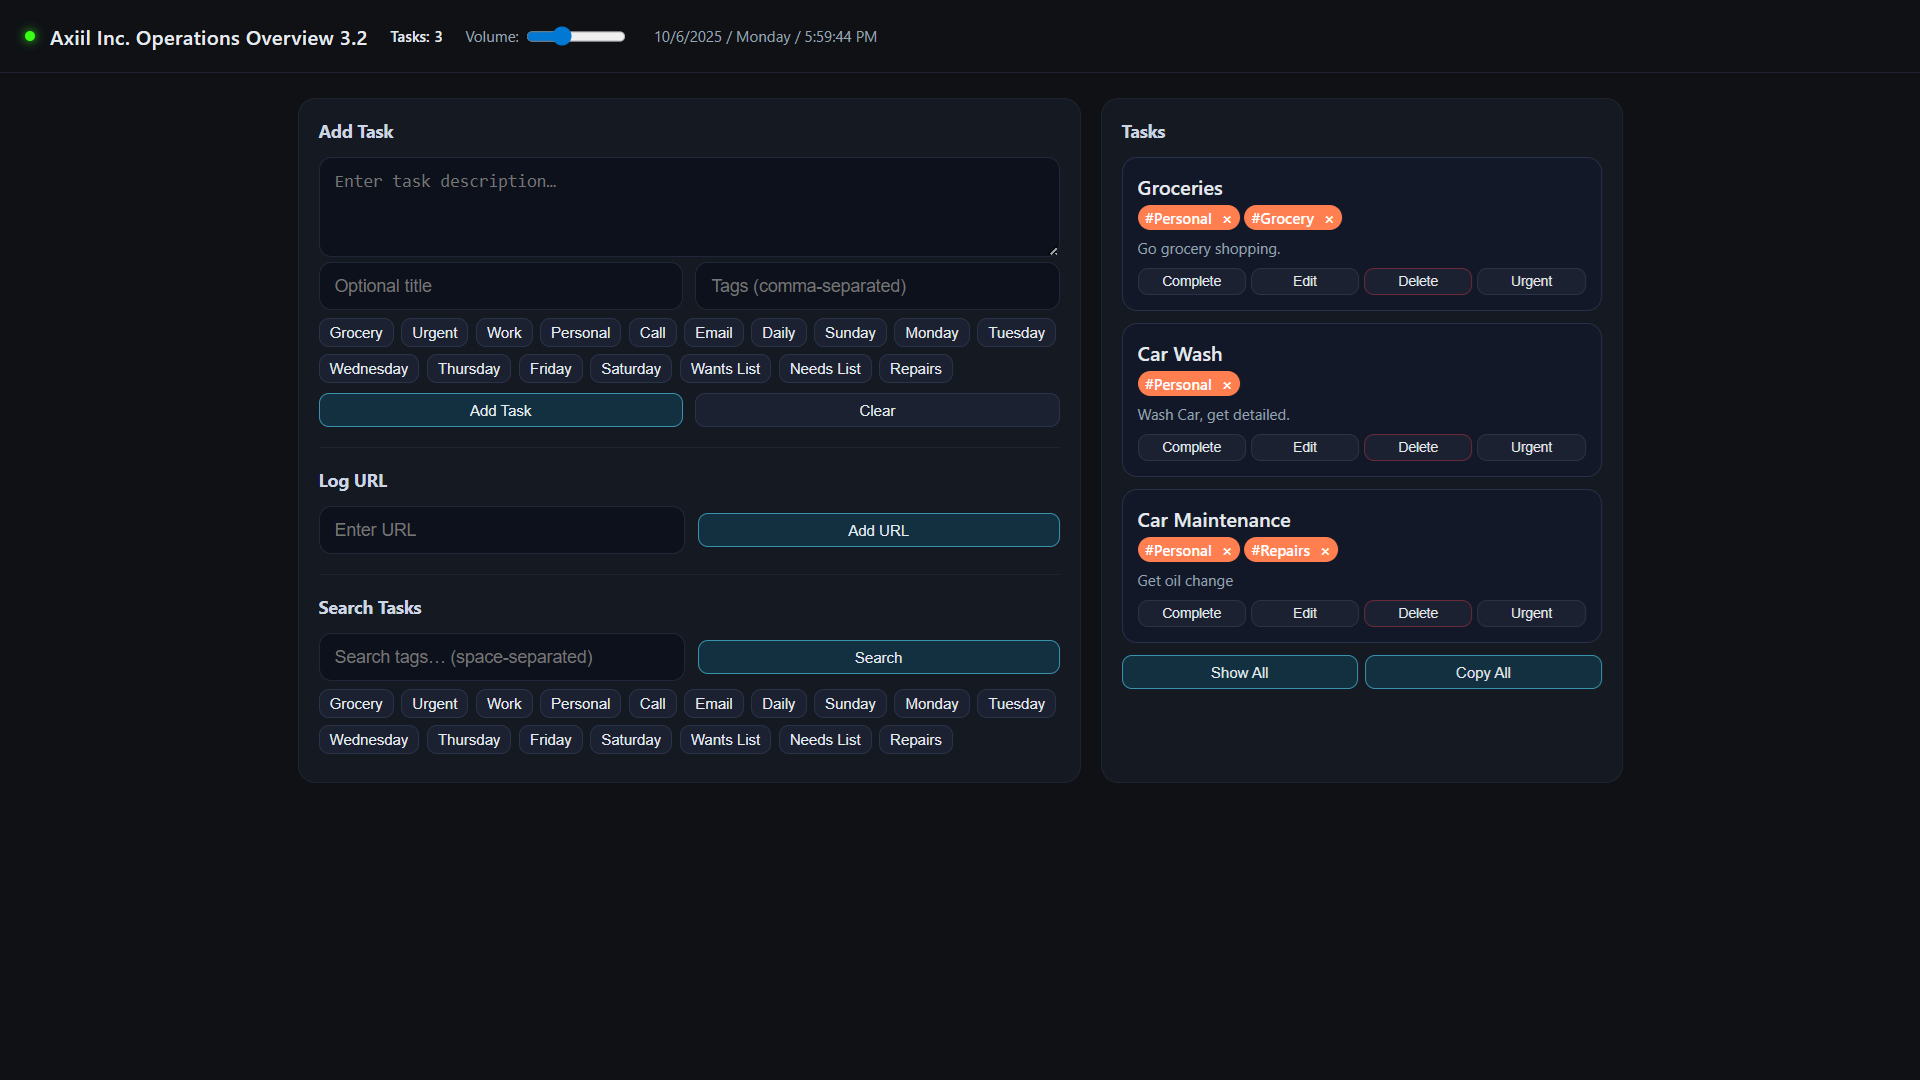 Axiil Inc. Operations Overview 3.2 Tasks: 3 Volume: 10/6/2025 / Monday / 5:59:44 PM
Add Task
Enter task description…
Optional title Tags (comma-separated)
Grocery Urgent Work Personal Call Email Daily Sunday Monday Tuesday
Wednesday Thursday Friday Saturday Wants List Needs List Repairs
Add Task Clear
Log URL
Enter URL Add URL
Search Tasks
Search tags… (space-separated) Search
Grocery Urgent Work Personal Call Email Daily Sunday Monday Tuesday
Wednesday Thursday Friday Saturday Wants List Needs List Repairs
Tasks
Groceries
#Personal × #Grocery ×
Go grocery shopping.
Complete Edit Delete Urgent
Car Wash
#Personal ×
Wash Car, get detailed.
Complete Edit Delete Urgent
Car Maintenance
#Personal × #Repairs ×
Get oil change
Complete Edit Delete Urgent
Show All Copy All